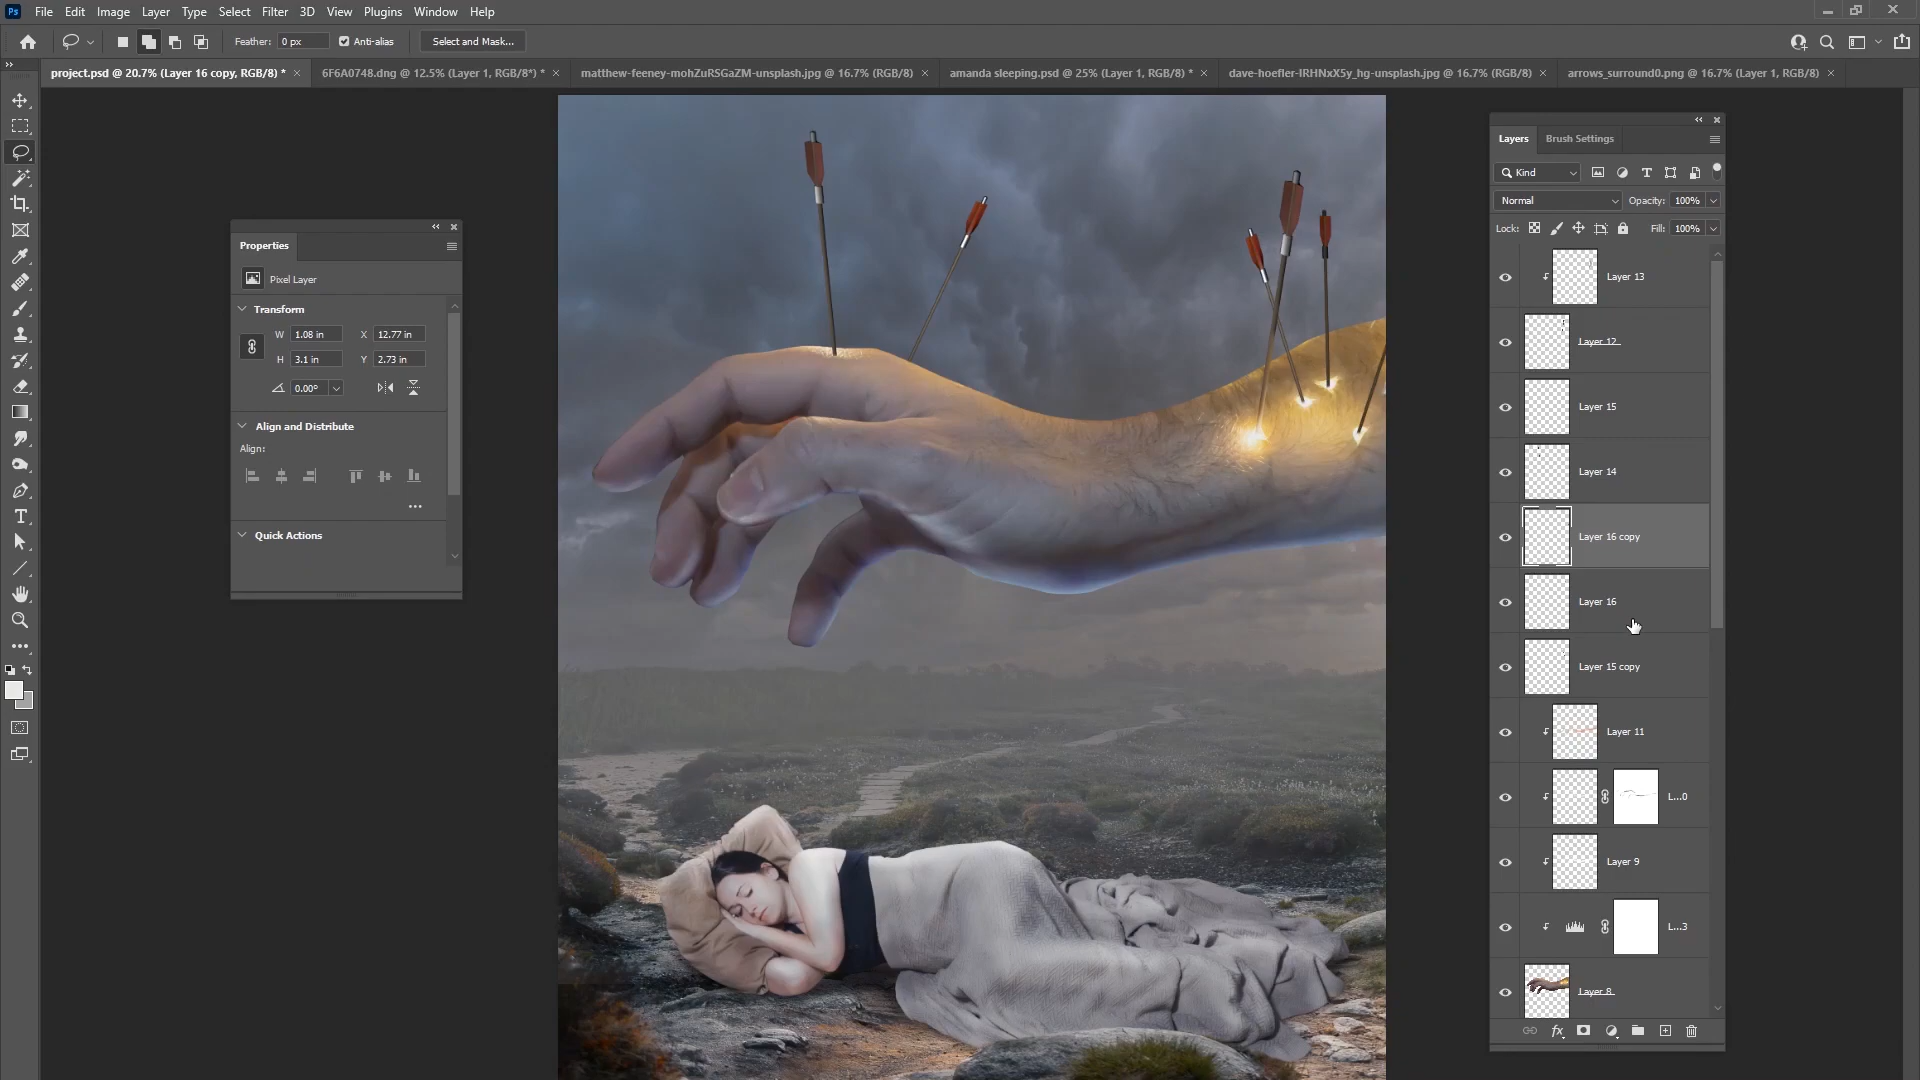 Ps File Edit Image Layer Type Select Filter 3D View Plugins Window Help
Feather: 0 px Anti-alias Select and Mask...
project.psd @ 20.7% (Layer 16 copy, RGB/8) * × 6F6A0748.dng @ 12.5% (Layer 1, RGB/8*) * × matthew-feeney-mohZuRSGaZM-unsplash.jpg @ 16.7% (RGB/8) × amanda sleeping.psd @ 25% (Layer 1, RGB/8) * × dave-hoefler-lRHNxX5y_hg-unsplash.jpg @ 16.7% (RGB/8) × arrows_surround0.png @ 16.7% (Layer 1, RGB/8) ×
Properties
Pixel Layer
Transform
W 1.08 in X 12.77 in
H 3.1 in Y 2.73 in
0.00°
Align and Distribute
Align:
Quick Actions
Layers Brush Settings
Kind
Normal Opacity: 100%
Lock: Fill: 100%
Layer 13
Layer 12
Layer 15
Layer 14
Layer 16 copy
Layer 16
Layer 15 copy
Layer 11
L...0
Layer 9
L...3
Layer 8
fx